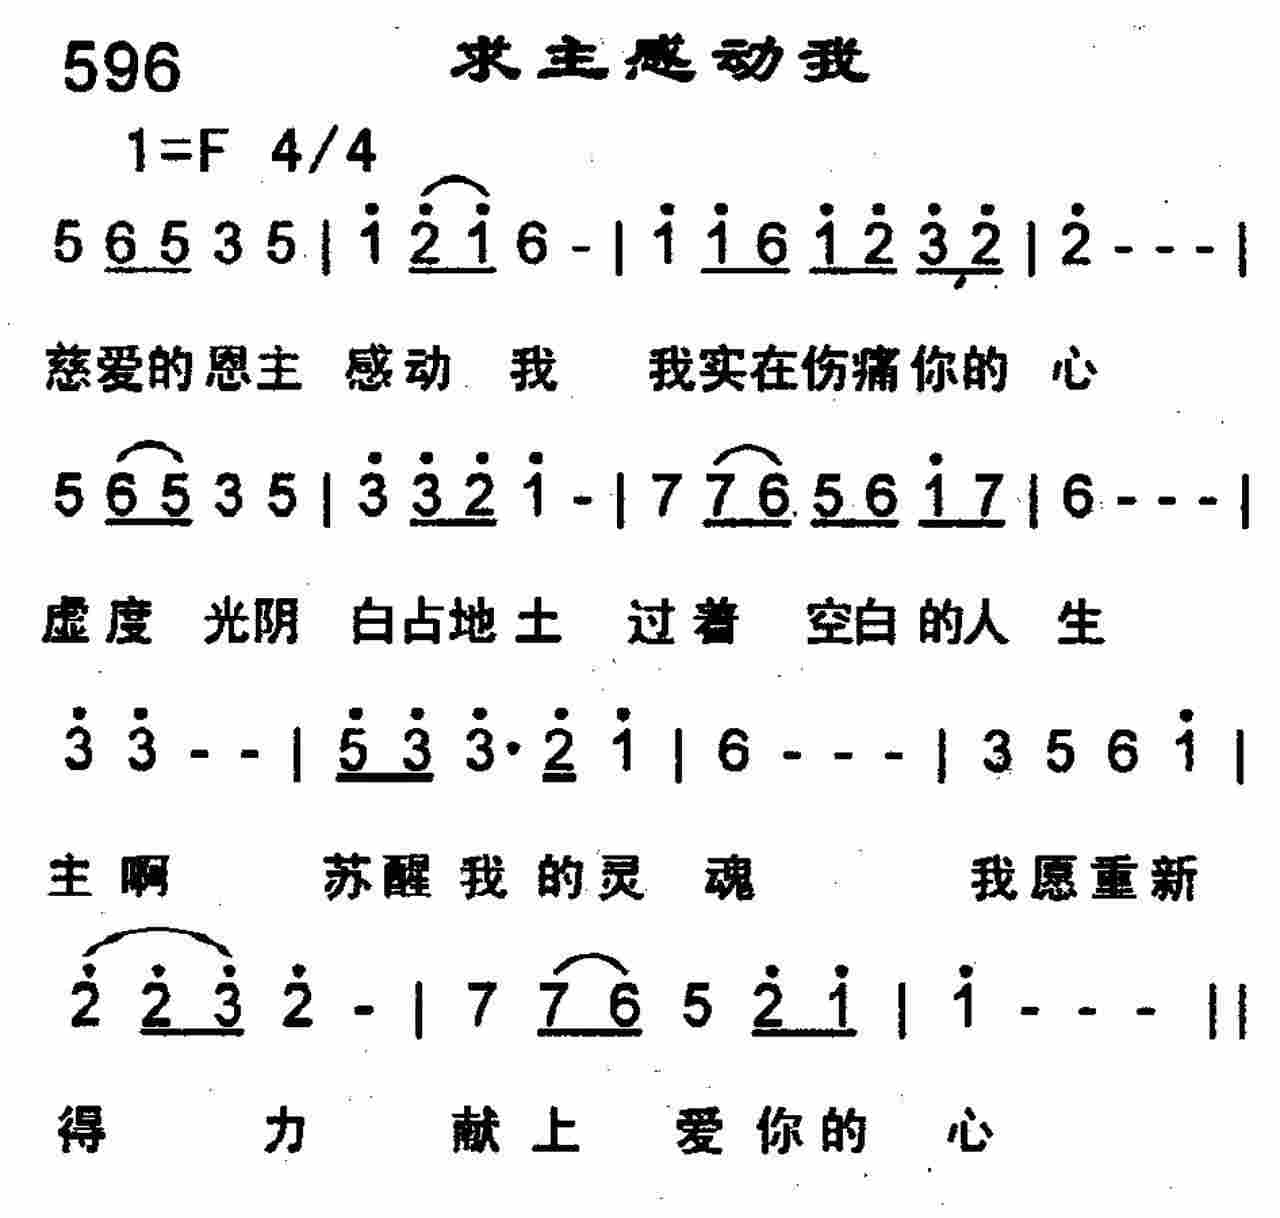 596 求主感动我
1=F 4/4
5 6 5 3 5 | 1̇ 2̇ 1̇ 6 - | 1̇ 1̇ 6 1̇ 2̇ 3̇ 2̇ | 2̇ - - - |
慈爱的恩主 感动 我 我实在伤痛你的 心
5 6 5 3 5 | 3̇ 3̇ 2̇ 1̇ - | 7 7 6 5 6 1̇ 7 | 6 - - - |
虚度 光阴 白占地土 过着 空白的人 生
3̇ 3̇ - - | 5̇ 3̇ 3̇· 2̇ 1̇ | 6 - - - | 3 5 6 1̇ |
主啊 苏醒我的灵 魂 我愿重新
2̇ 2̇ 3̇ 2̇ - | 7 7 6 5 2̇ 1̇ | 1̇ - - - ||
得 力 献上 爱你的 心